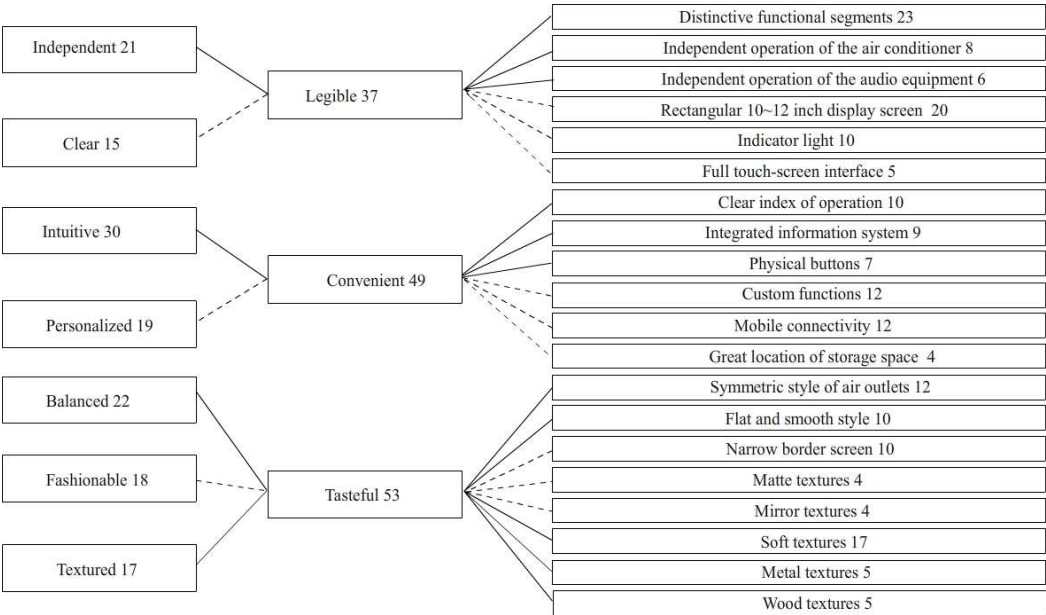 Independent 21
Clear 15
Intuitive 30
Personalized 19
Balanced 22
Fashionable 18
Textured 17
Legible 37
Convenient 49
Tasteful 53
Distinctive functional segments 23
Independent operation of the air conditioner 8
Independent operation of the audio equipment 6
Rectangular 10~12 inch display screen 20
Indicator light 10
Full touch-screen interface 5
Clear index of operation 10
Integrated information system 9
Physical buttons 7
Custom functions 12
Mobile connectivity 12
Great location of storage space 4
Symmetric style of air outlets 12
Flat and smooth style 10
Narrow border screen 10
Matte textures 4
Mirror textures 4
Soft textures 17
Metal textures 5
Wood textures 5